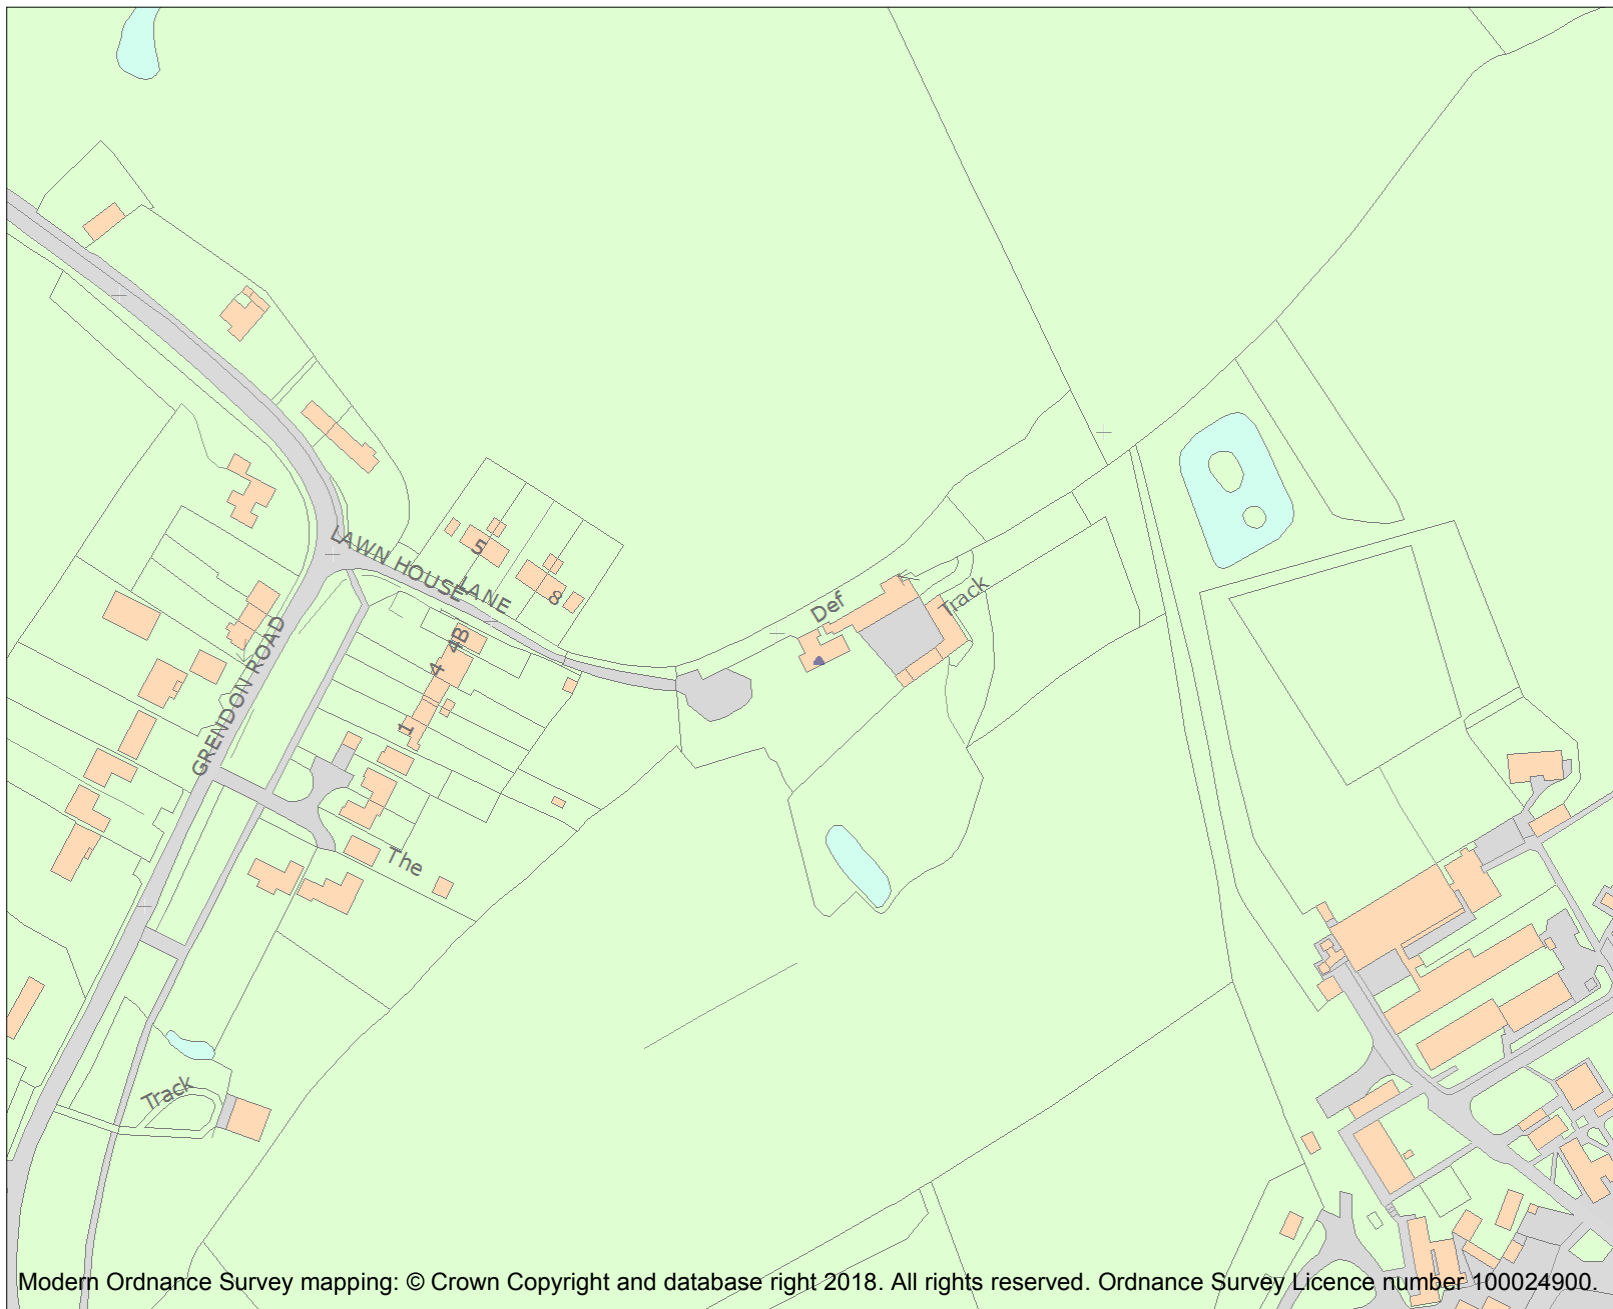 LAWN HOUSE
LANE
5
8
Def
Track
4B
4
1
GRENDON ROAD
The
Track
Modern Ordnance Survey mapping: © Crown Copyright and database right 2018. All rights reserved. Ordnance Survey Licence number 100024900.